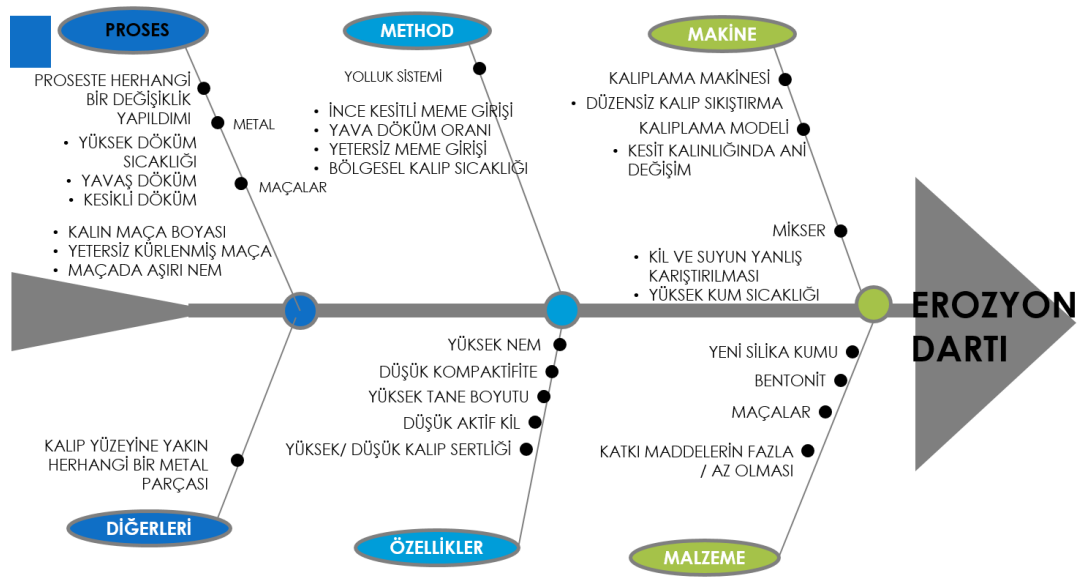 PROSES
PROSESTE HERHANGİ
BİR DEĞİŞİKLİK
YAPILDIMI
METAL
• YÜKSEK DÖKÜM
SICAKLIĞI
• YAVAŞ DÖKÜM
• KESİKLİ DÖKÜM
MAÇALAR
• KALIN MAÇA BOYASI
• YETERSİZ KÜRLENMİŞ MAÇA
• MAÇADA AŞIRI NEM
METHOD
YOLLUK SİSTEMİ
• İNCE KESİTLİ MEME GİRİŞİ
• YAVA DÖKÜM ORANI
• YETERSİZ MEME GİRİŞİ
• BÖLGESEL KALIP SICAKLIĞI
MAKİNE
KALIPLAMA MAKİNESİ
• DÜZENSİZ KALIP SIKIŞTIRMA
KALIPLAMA MODELİ
• KESİT KALINLIĞINDA ANİ
DEĞİŞİM
MİKSER
• KİL VE SUYUN YANLIŞ
KARIŞTIRILMASI
• YÜKSEK KUM SICAKLIĞI
EROZYON
DARTI
KALIP YÜZEYİNE YAKIN
HERHANGİ BİR METAL
PARÇASI
DİĞERLERİ
YÜKSEK NEM
DÜŞÜK KOMPAKTİFİTE
YÜKSEK TANE BOYUTU
DÜŞÜK AKTİF KİL
YÜKSEK/ DÜŞÜK KALIP SERTLİĞİ
ÖZELLİKLER
YENİ SİLİKA KUMU
BENTONİT
MAÇALAR
KATKI MADDELERİN FAZLA
/ AZ OLMASI
MALZEME